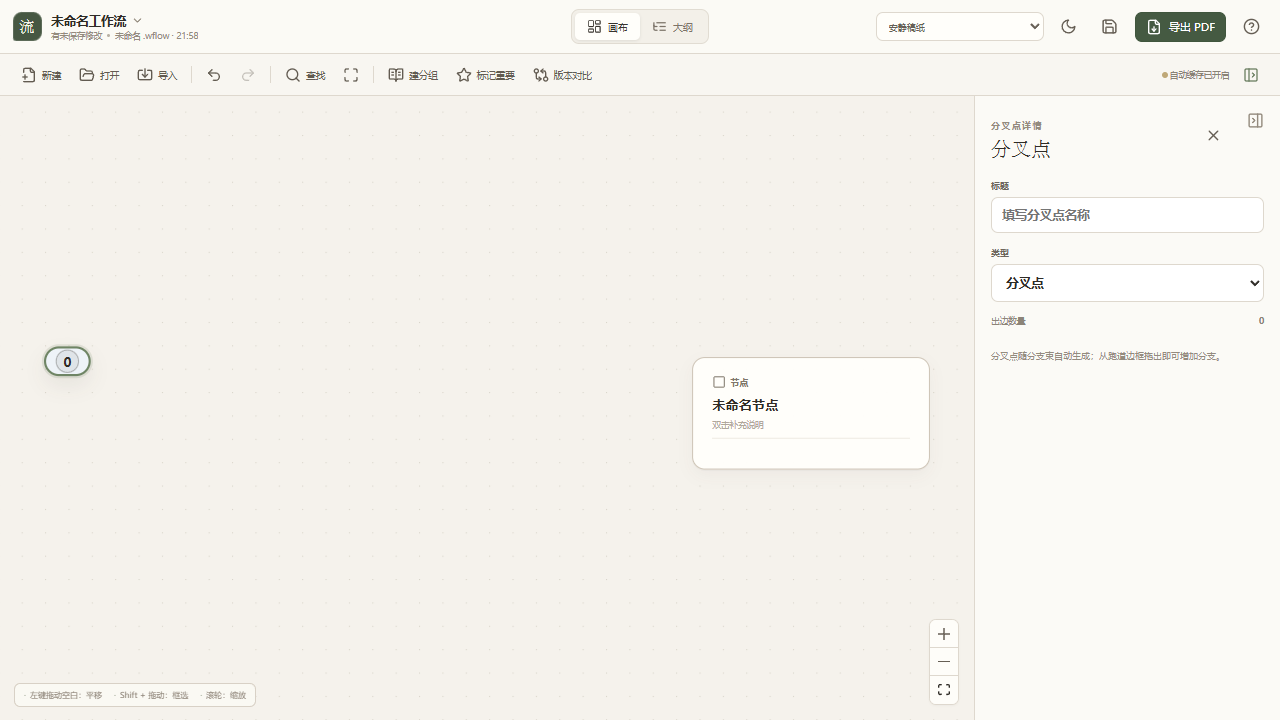 流
未命名工作流
有未保存修改 • 未命名 .wflow · 21:58
画布
大纲
安静稿纸
导出 PDF
新建
打开
导入
查找
建分组
标记重要
版本对比
自动缓存已开启
0
节点
未命名节点
双击补充说明
· 左键拖动空白：平移 · Shift + 拖动：框选 · 滚轮：缩放
分叉点详情
分叉点
标题
填写分叉点名称
类型
分叉点
出边数量 0
分叉点随分支束自动生成；从跑道边框拖出即可增加分支。